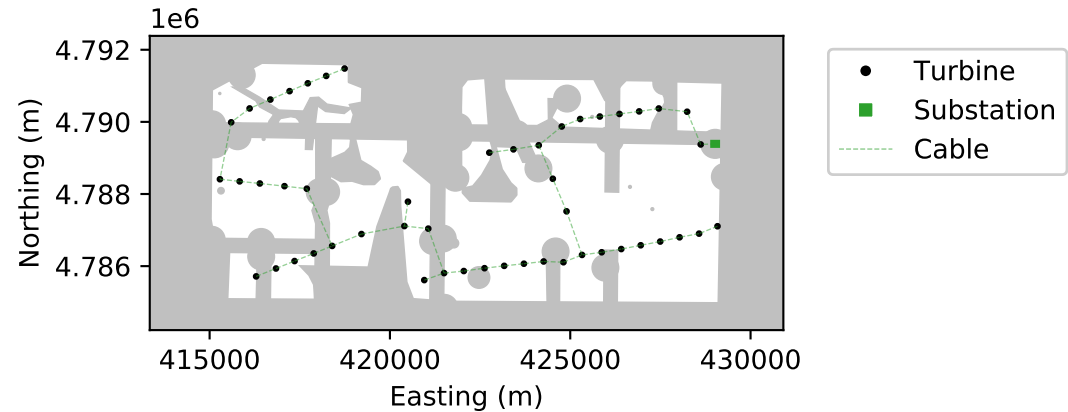 1e6
4.792
4.790
4.788
4.786
Northing (m)
415000 420000 425000 430000
Easting (m)
Turbine
Substation
Cable